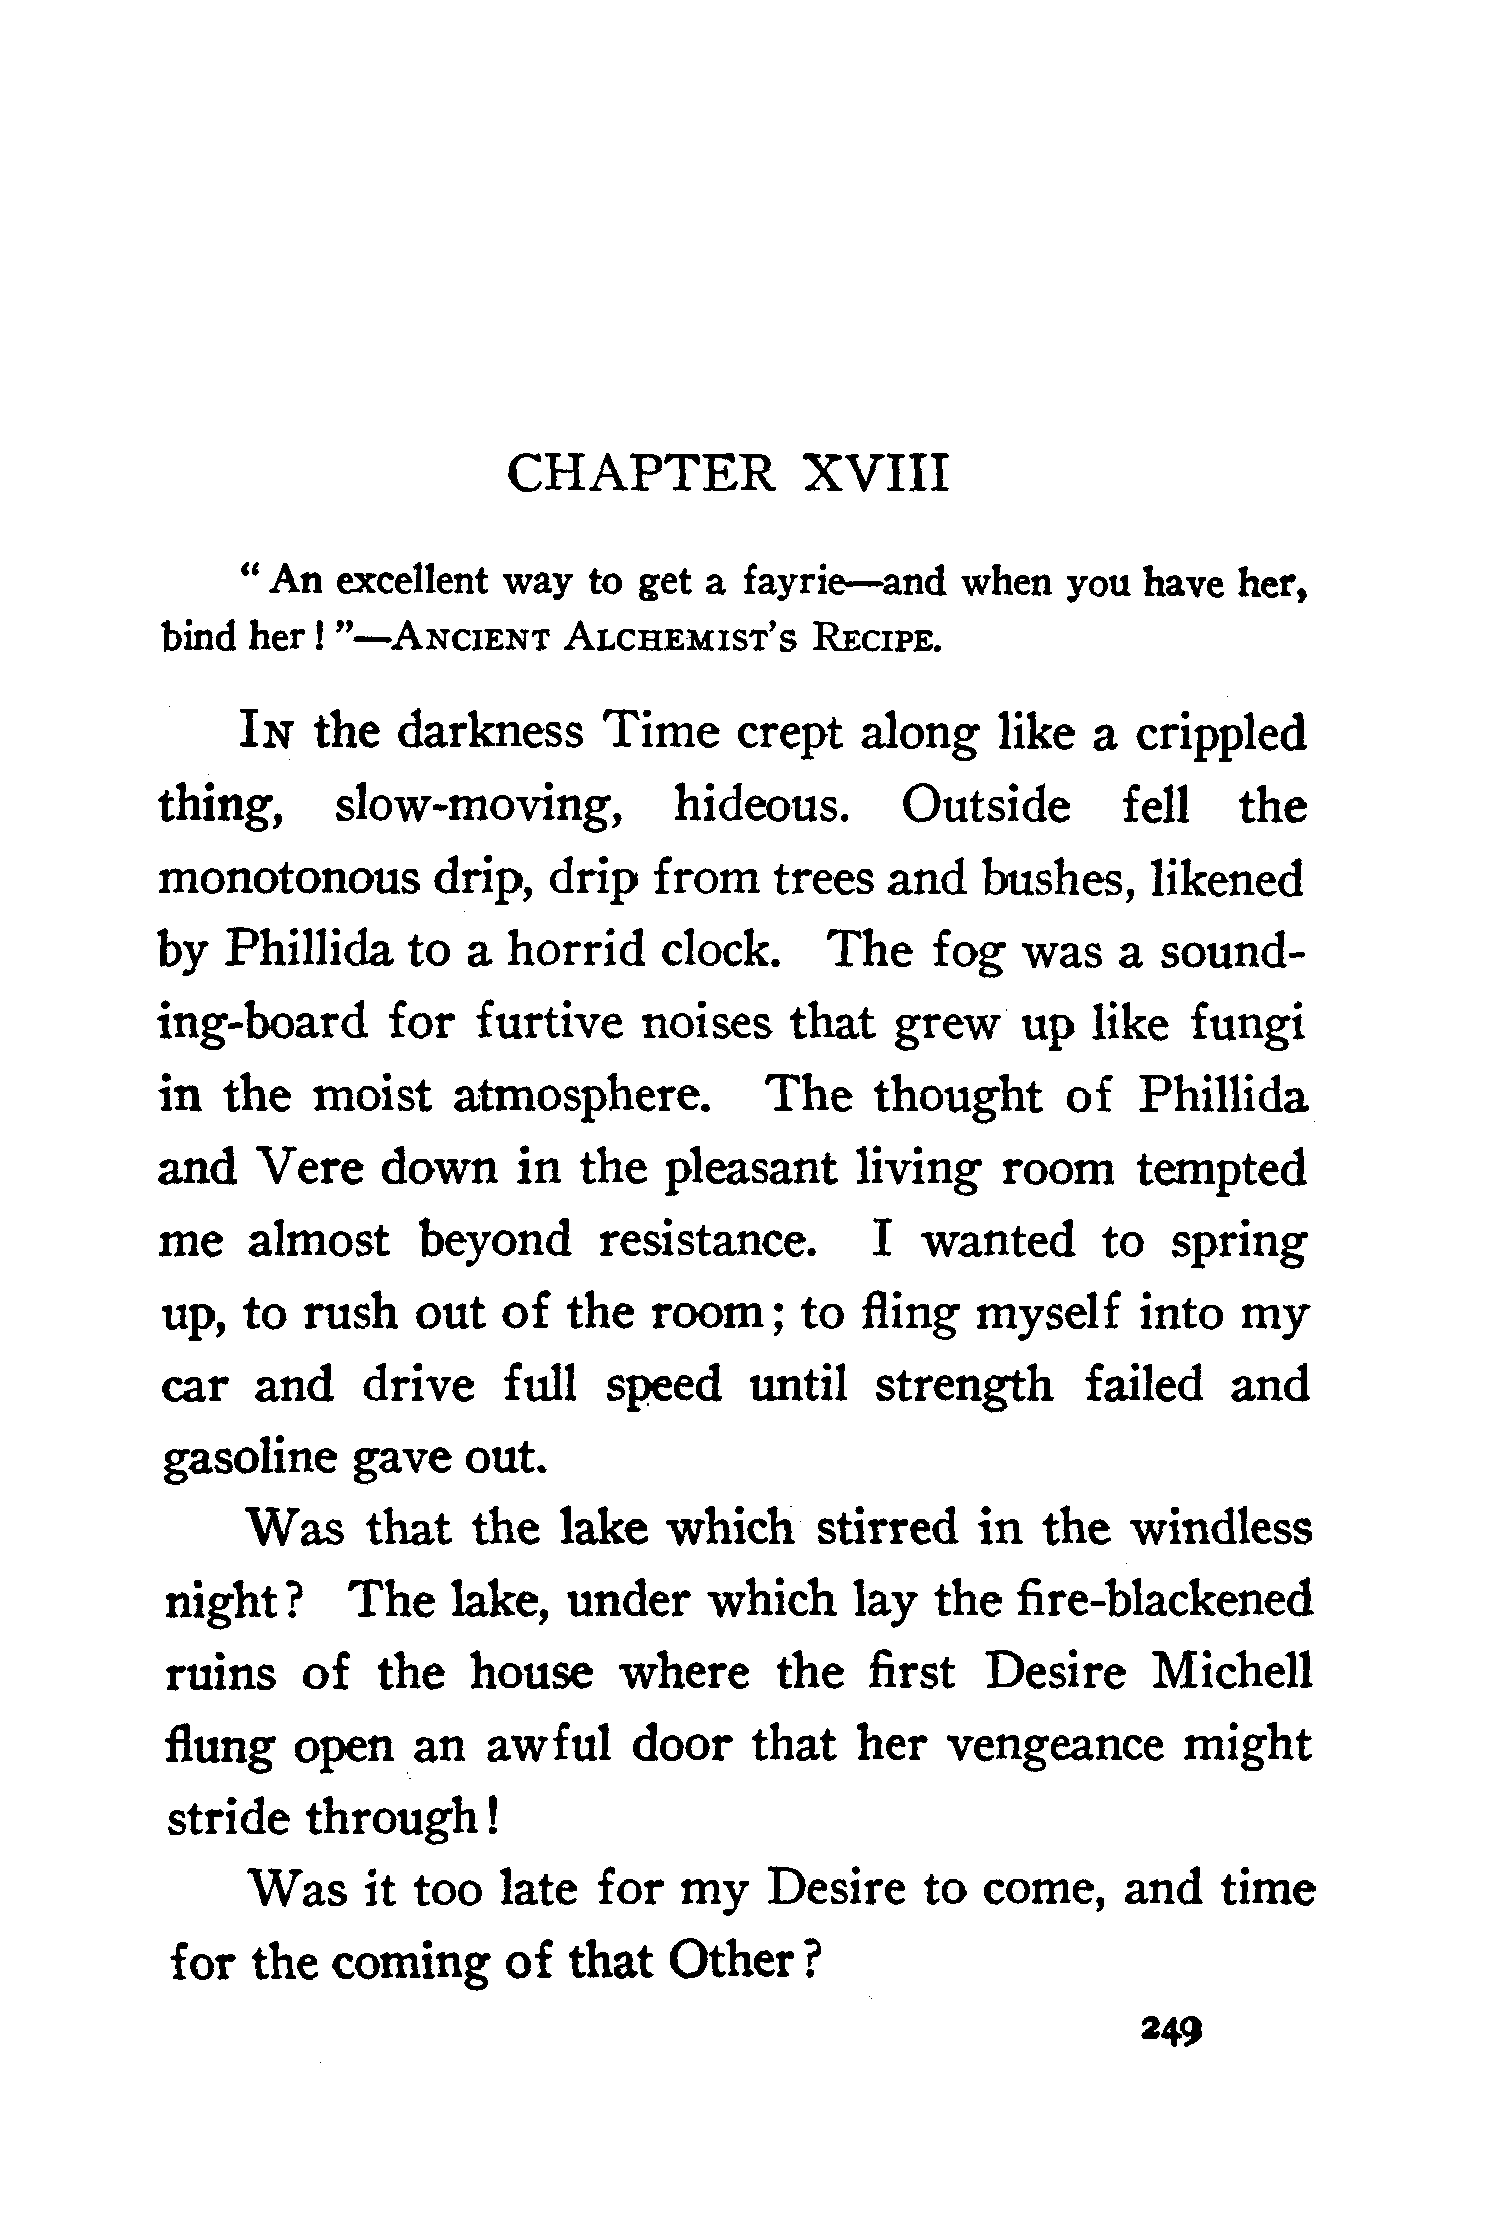 CHAPTER XVIII
“An excellent way to get a fayrie—and when you have her,
bind her!”—ANCIENT ALCHEMIST’S RECIPE.
IN the darkness Time crept along like a crippled
thing, slow-moving, hideous. Outside fell the
monotonous drip, drip from trees and bushes, likened
by Phillida to a horrid clock. The fog was a sound-
ing-board for furtive noises that grew up like fungi
in the moist atmosphere. The thought of Phillida
and Vere down in the pleasant living room tempted
me almost beyond resistance. I wanted to spring
up, to rush out of the room; to fling myself into my
car and drive full speed until strength failed and
gasoline gave out.
Was that the lake which stirred in the windless
night? The lake, under which lay the fire-blackened
ruins of the house where the first Desire Michell
flung open an awful door that her vengeance might
stride through!
Was it too late for my Desire to come, and time
for the coming of that Other?
249